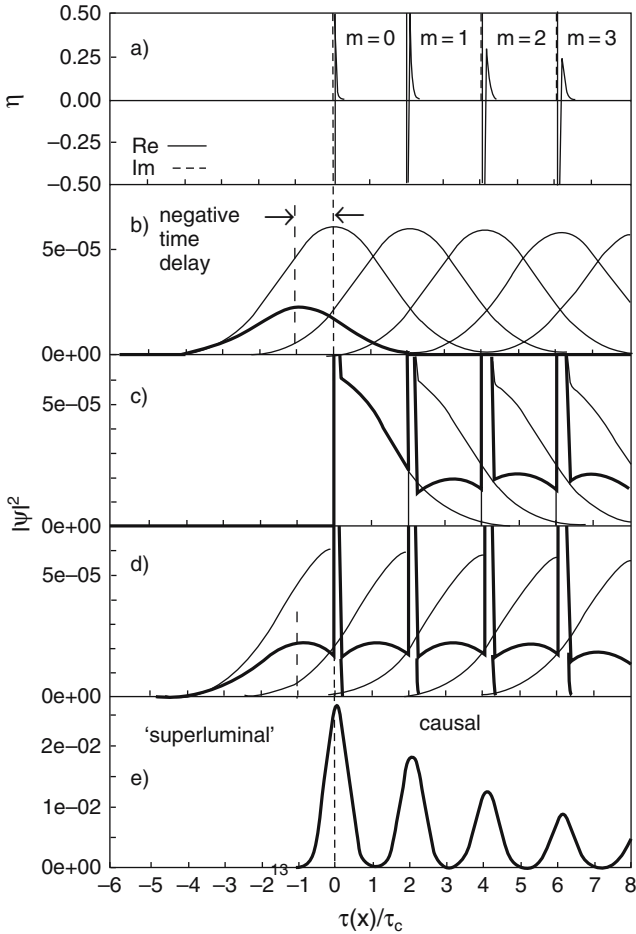 0.50
a)
m = 0
m = 1
m = 2
m = 3
η
0.25
0.00
−0.25
−0.50
Re
Im
b)
negative
time
delay
5e−05
0e+00
c)
5e−05
0e+00
|ψ|²
d)
5e−05
0e+00
e)
'superluminal'
causal
2e−02
1e−02
0e+00
13
−6 −5 −4 −3 −2 −1 0 1 2 3 4 5 6 7 8
τ(x)/τc